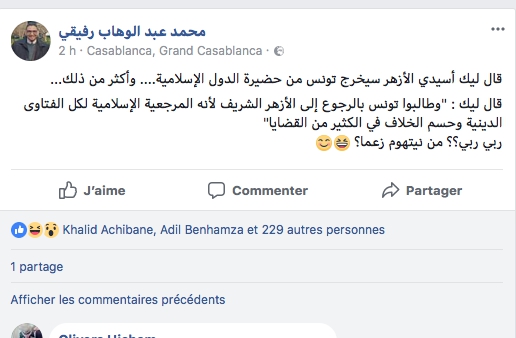 محمد عبد الوهاب رفيقي
2 h · Casablanca, Grand Casablanca ·
قال ليك أسيدي الأزهر سيخرج تونس من حضيرة الدول الإسلامية.... وأكثر من ذلك...
قال ليك : "وطالبوا تونس بالرجوع إلى الأزهر الشريف لأنه المرجعية الإسلامية لكل الفتاوى
الدينية وحسم الخلاف في الكثير من القضايا"
ربي ربي؟؟ من نيتهوم زعما؟ 😆😊
J'aime Commenter Partager
Khalid Achibane, Adil Benhamza et 229 autres personnes
1 partage
Afficher les commentaires précédents